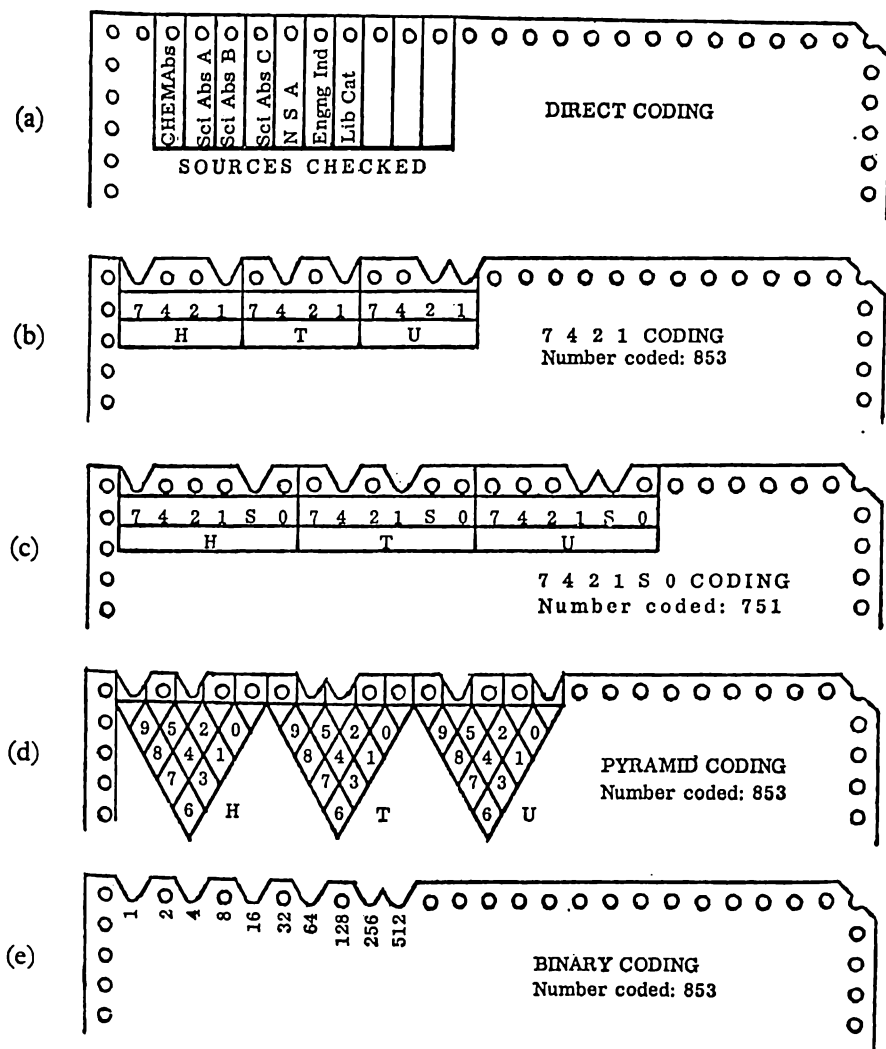 (a)
CHEMAbs
Sci Abs A
Sci Abs B
Sci Abs C
N S A
Engng Ind
Lib Cat
SOURCES CHECKED
DIRECT CODING
(b)
7 4 2 1 7 4 2 1 7 4 2 1
H T U
7 4 2 1 CODING
Number coded: 853
(c)
7 4 2 1 S 0 7 4 2 1 S 0 7 4 2 1 S 0
H T U
7 4 2 1 S 0 CODING
Number coded: 751
(d)
9 5 2 0 9 5 2 0 9 5 2 0
8 4 1 8 4 1 8 4 1
7 3 7 3 7 3
6 H 6 T 6 U
PYRAMID CODING
Number coded: 853
(e)
1 2 4 8 16 32 64 128 256 512
BINARY CODING
Number coded: 853